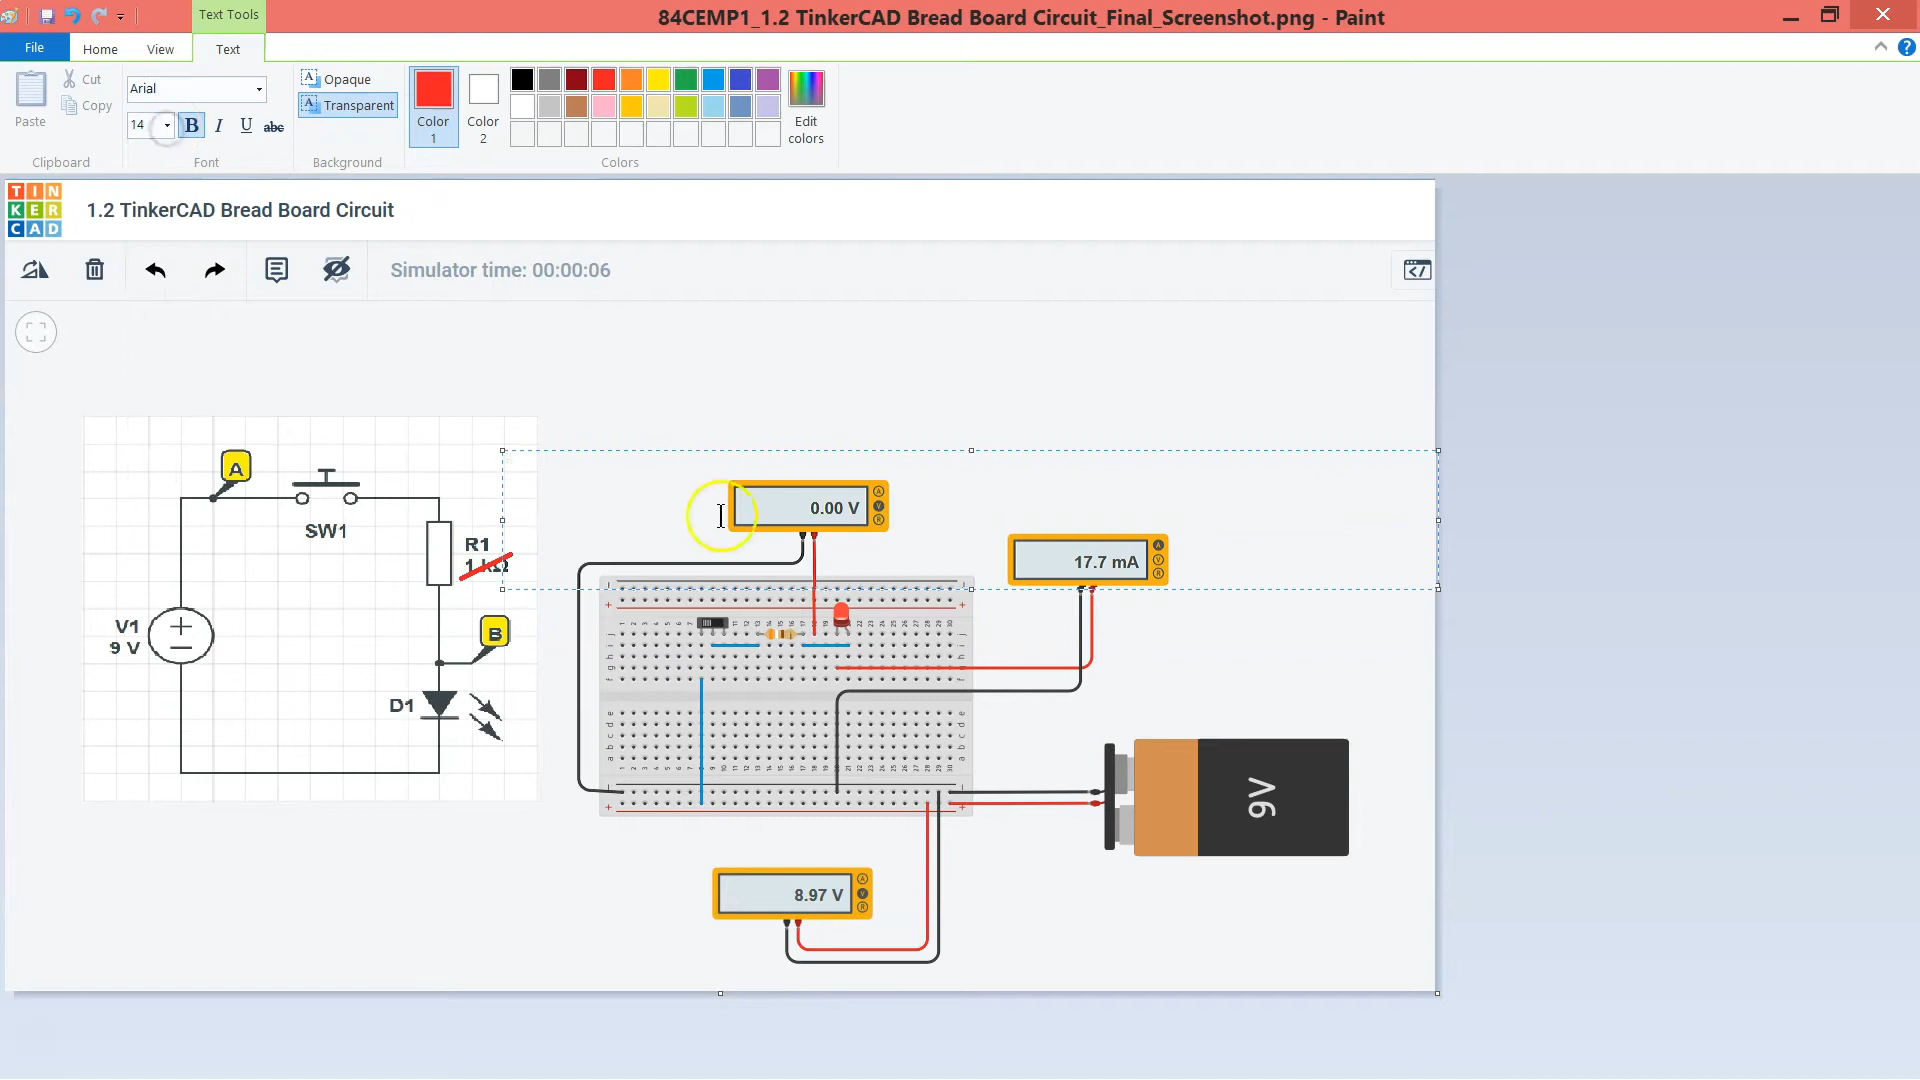 Text Tools
84CEMP1_1.2 TinkerCAD Bread Board Circuit_Final_Screenshot.png - Paint
File
Home
View
Text
Paste
Cut
Copy
Clipboard
Arial
14
B I U abc
Font
Opaque
Transparent
Background
Color 1
Color 2
Edit colors
Colors
TIN
KER
CAD
1.2 TinkerCAD Bread Board Circuit
Simulator time: 00:00:06
A
SW1
R1
1 kΩ
V1
9 V
B
D1
0.00 V
A
V
R
17.7 mA
A
V
R
9V
8.97 V
A
V
R